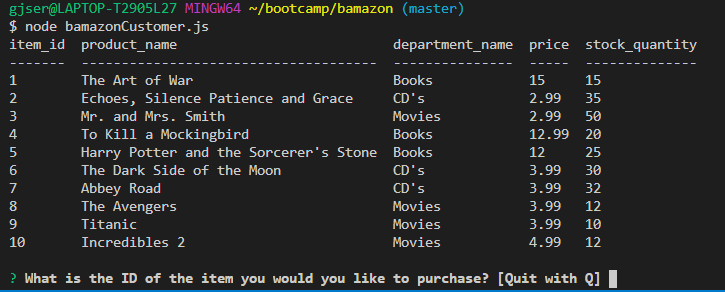 gjser@LAPTOP-T2905L27 MINGW64 ~/bootcamp/bamazon (master)
$ node bamazonCustomer.js
item_id  product_name                           department_name  price  stock_quantity
-------  -------------------------------------  ---------------  -----  --------------
1        The Art of War                         Books            15     15
2        Echoes, Silence Patience and Grace     CD's             2.99   35
3        Mr. and Mrs. Smith                     Movies           2.99   50
4        To Kill a Mockingbird                  Books            12.99  20
5        Harry Potter and the Sorcerer's Stone  Books            12     25
6        The Dark Side of the Moon              CD's             3.99   30
7        Abbey Road                             CD's             3.99   32
8        The Avengers                           Movies           3.99   12
9        Titanic                                Movies           3.99   10
10       Incredibles 2                          Movies           4.99   12
? What is the ID of the item you would you like to purchase? [Quit with Q]